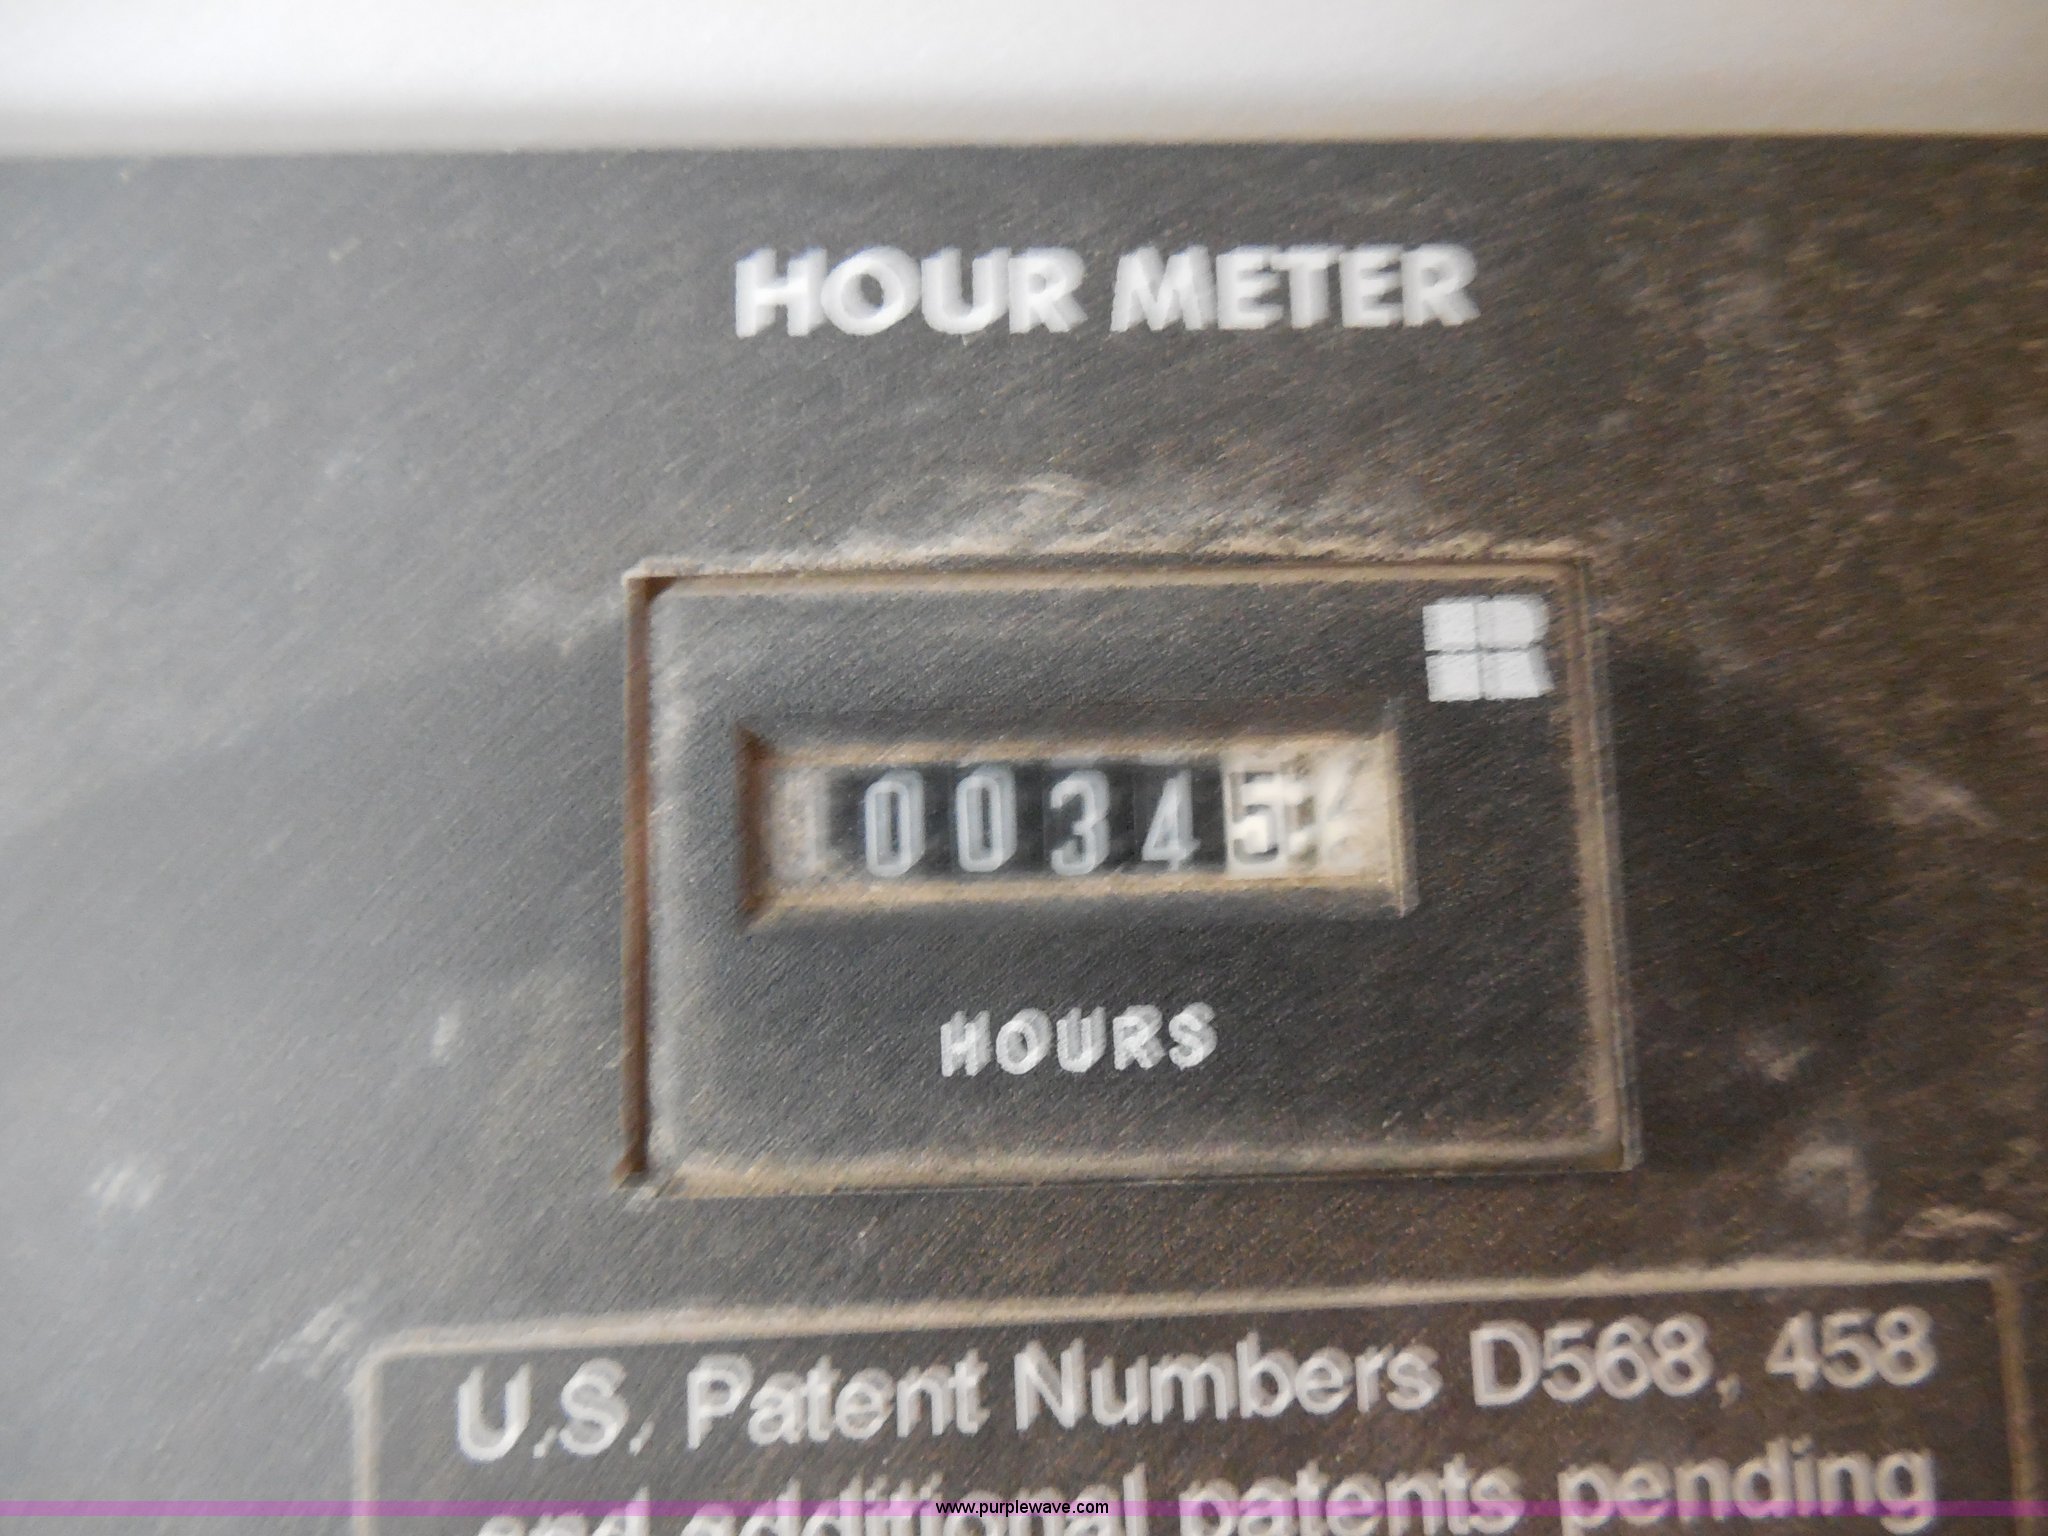 HOUR METER
00345
HOURS
U.S. Patent Numbers D568, 458
and additional patents pending
www.purplewave.com